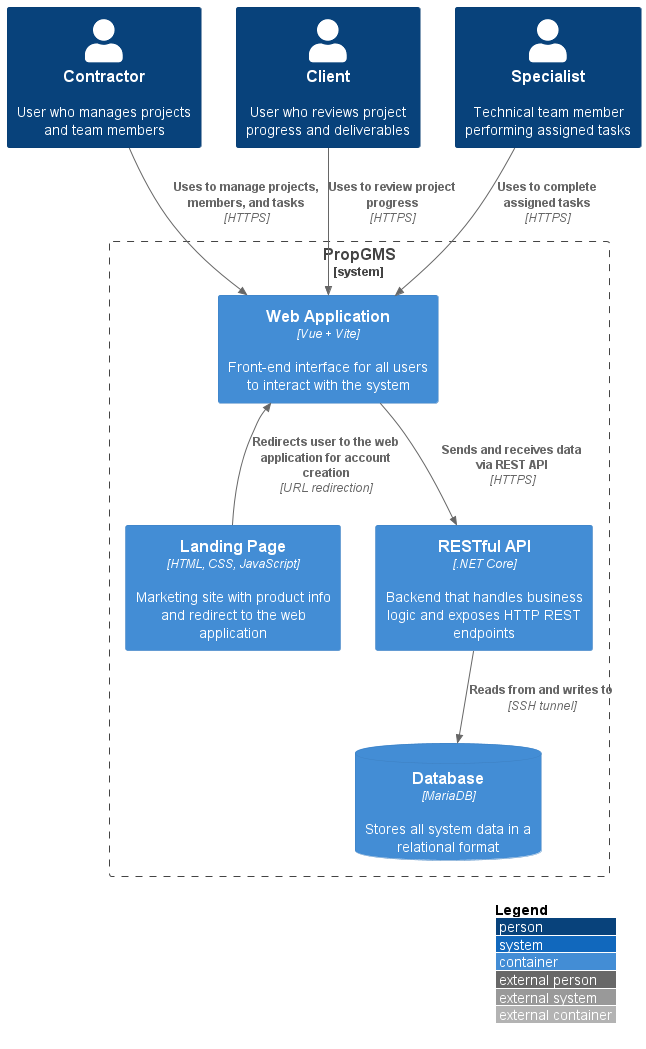 Contractor
User who manages projects
and team members
Client
User who reviews project
progress and deliverables
Specialist
Technical team member
performing assigned tasks
Uses to manage projects,
members, and tasks
[HTTPS]
Uses to review project
progress
[HTTPS]
Uses to complete
assigned tasks
[HTTPS]
PropGMS
[system]
Web Application
[Vue + Vite]
Front-end interface for all users
to interact with the system
Redirects user to the web
application for account
creation
[URL redirection]
Sends and receives data
via REST API
[HTTPS]
Landing Page
[HTML, CSS, JavaScript]
Marketing site with product info
and redirect to the web
application
RESTful API
[.NET Core]
Backend that handles business
logic and exposes HTTP REST
endpoints
Reads from and writes to
[SSH tunnel]
Database
[MariaDB]
Stores all system data in a
relational format
Legend
person
system
container
external person
external system
external container